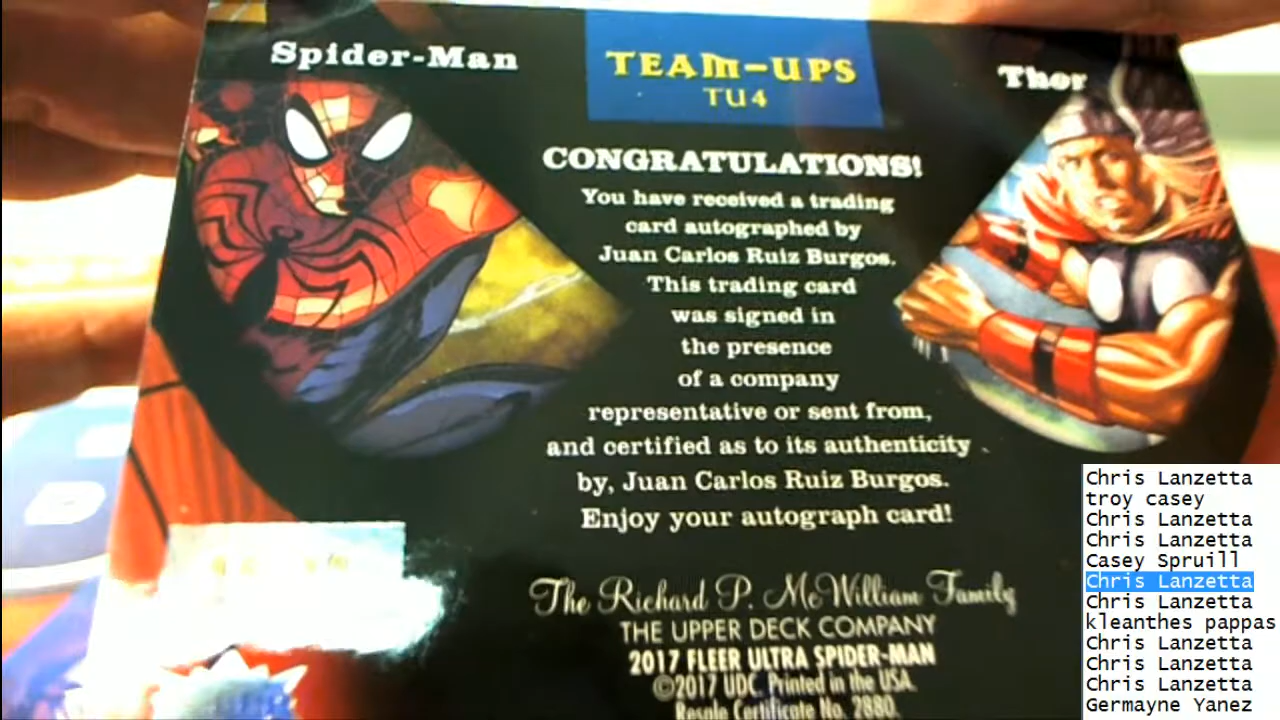 Spider-Man
TEAM-UPS
TU4
Thor
CONGRATULATIONS!
You have received a trading
card autographed by
Juan Carlos Ruiz Burgos.
This trading card
was signed in
the presence
of a company
representative or sent from,
and certified as to its authenticity
by, Juan Carlos Ruiz Burgos.
Enjoy your autograph card!
The Richard P. McWilliam Family
THE UPPER DECK COMPANY
2017 FLEER ULTRA SPIDER-MAN
©2017 UDC. Printed in the USA.
Resale Certificate No. 2880.
Chris Lanzetta
troy casey
Chris Lanzetta
Chris Lanzetta
Casey Spruill
Chris Lanzetta
Chris Lanzetta
kleanthes pappas
Chris Lanzetta
Chris Lanzetta
Chris Lanzetta
Germayne Yanez